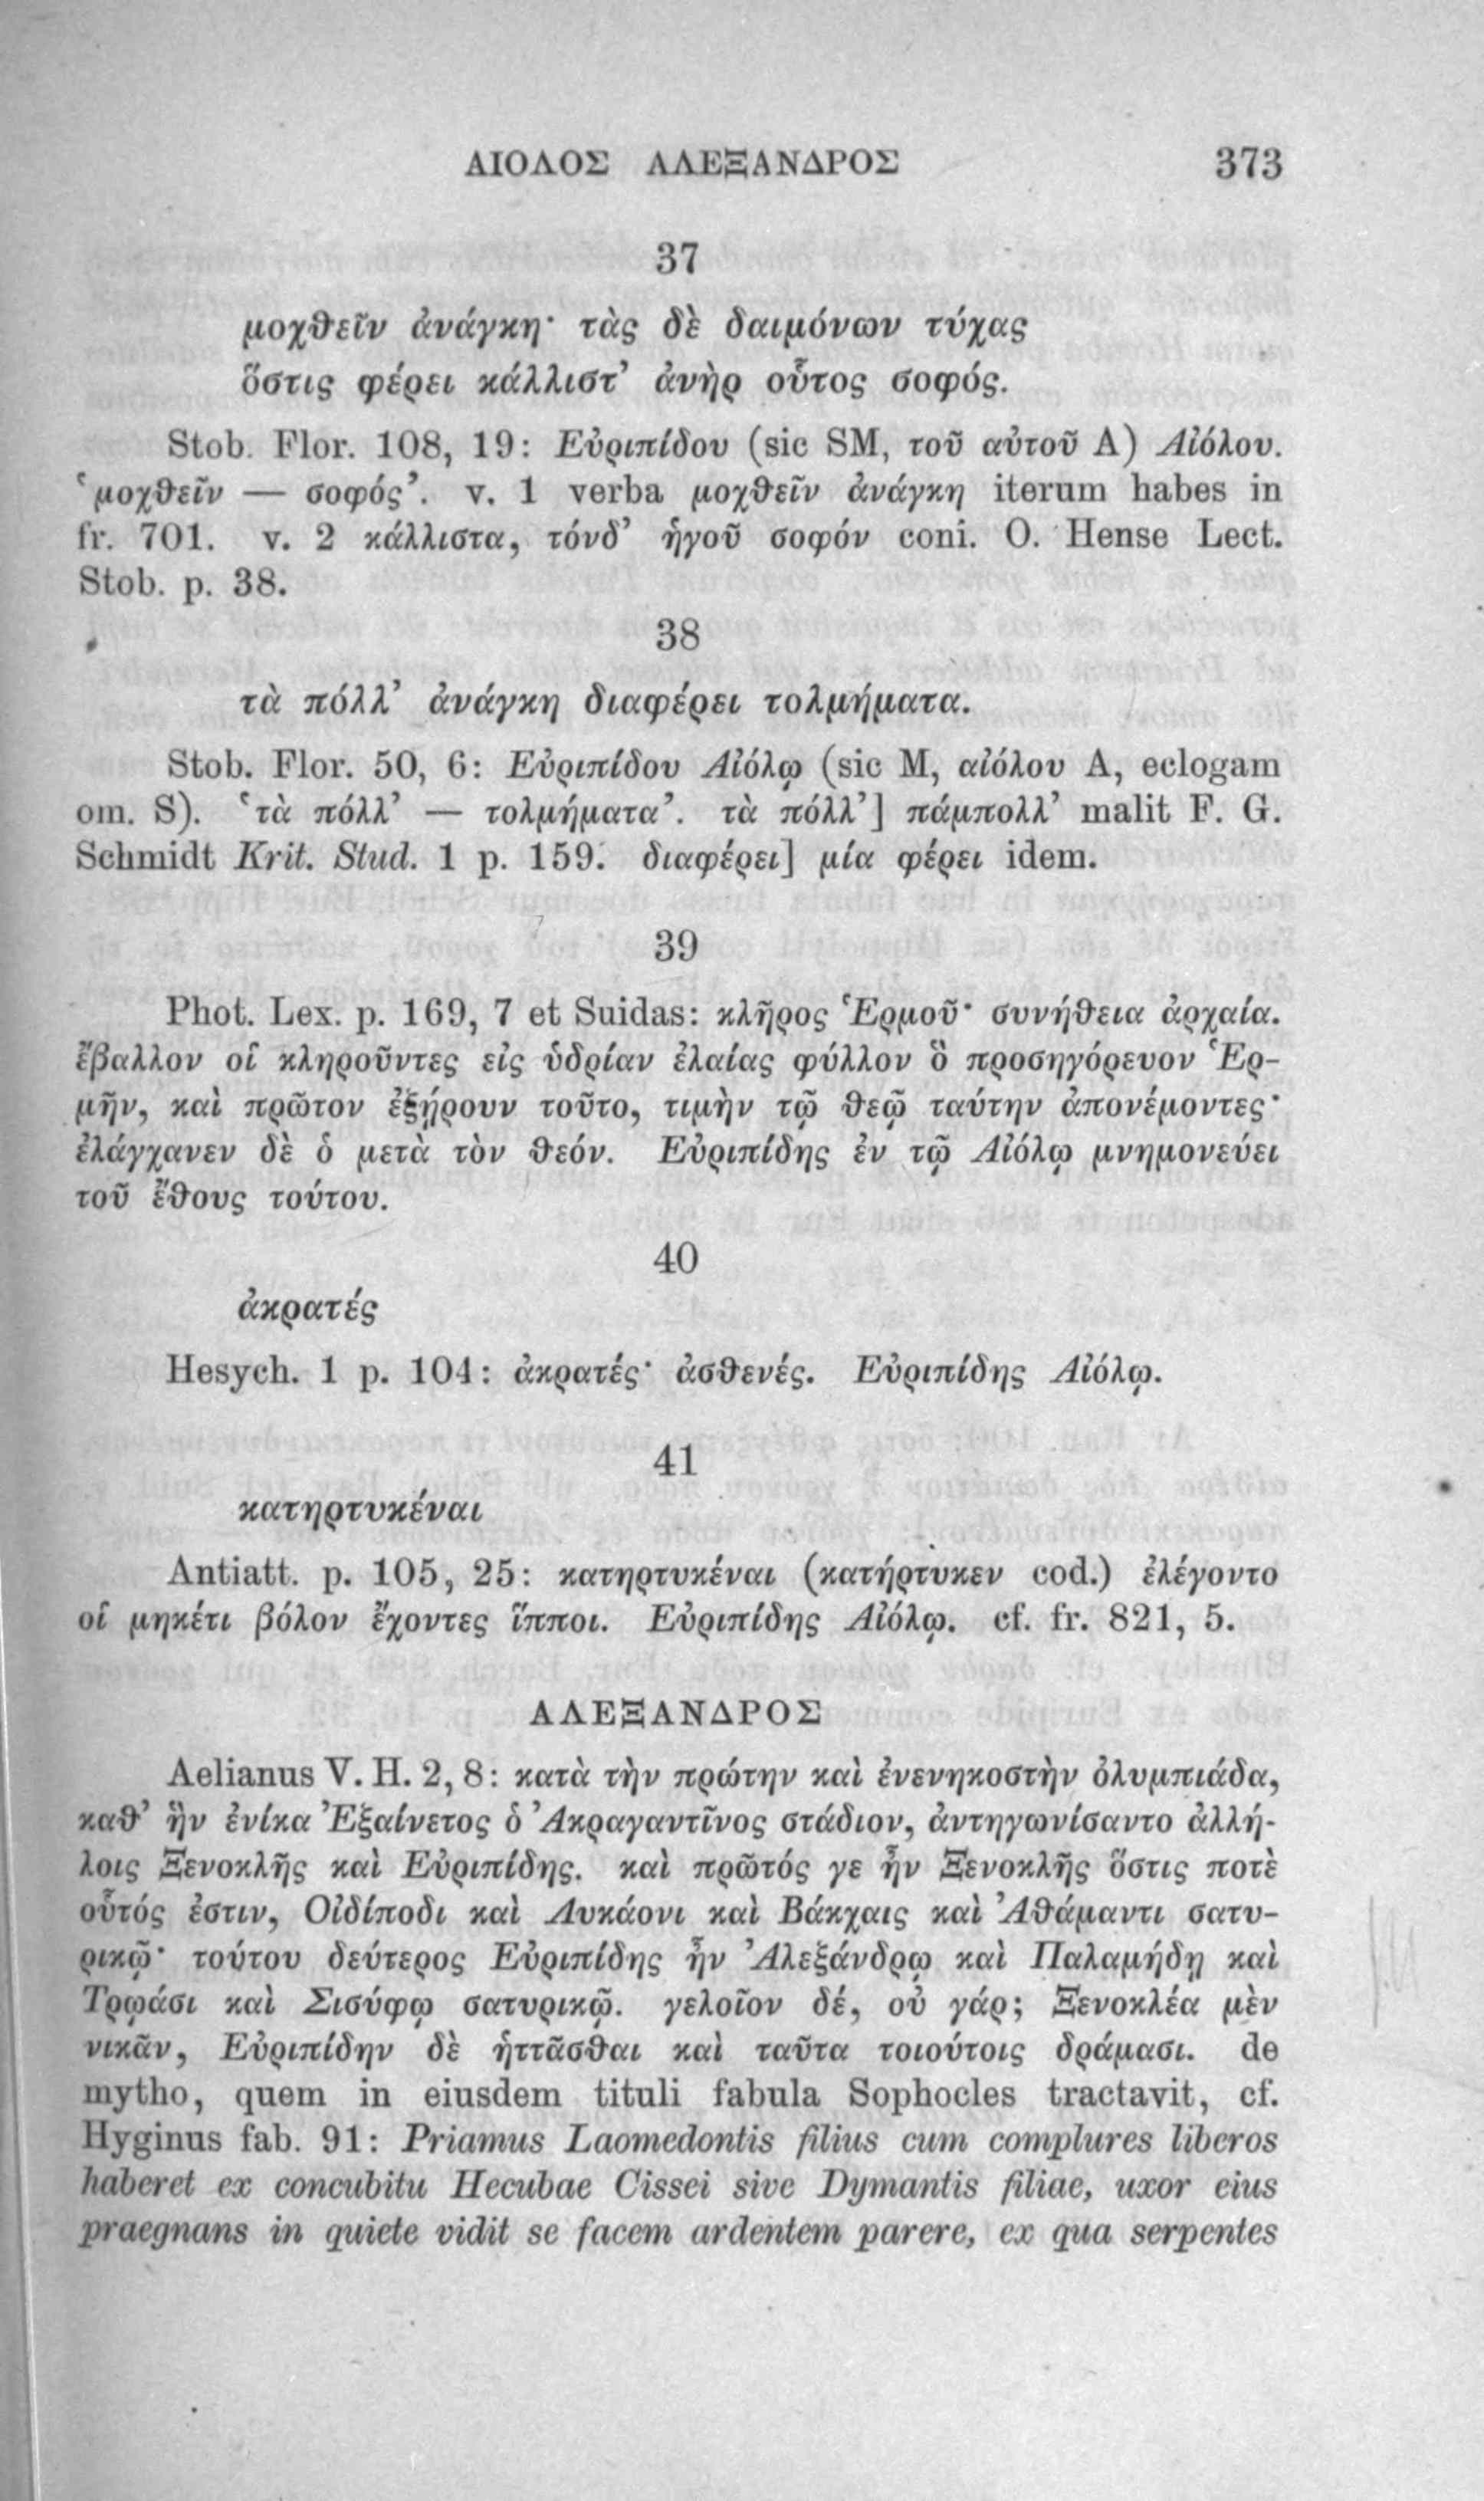 ΑΙΟΛΟΣ ΑΛΕΞΑΝΔΡΟΣ 373
37
μοχθεῖν ἀνάγκη· τὰς δὲ δαιμόνων τύχας
ὅστις φέρει κάλλιστ’ ἀνὴρ οὗτος σοφός.
Stob. Flor. 108, 19: Εὐριπίδου (sic SM, τοῦ αὐτοῦ A) Αἰόλου.
‘μοχθεῖν — σοφός’. v. 1 verba μοχθεῖν ἀνάγκη iterum habes in
fr. 701. v. 2 κάλλιστα, τόνδ’ ἡγοῦ σοφόν coni. O. Hense Lect.
Stob. p. 38.
38
τὰ πόλλ’ ἀνάγκη διαφέρει τολμήματα.
Stob. Flor. 50, 6: Εὐριπίδου Αἰόλῳ (sic M, αἰόλου A, eclogam
om. S). ‘τὰ πόλλ’ — τολμήματα’. τὰ πόλλ’] πάμπολλ’ malit F. G.
Schmidt Krit. Stud. 1 p. 159. διαφέρει] μία φέρει idem.
39
Phot. Lex. p. 169, 7 et Suidas: κλῆρος Ἑρμοῦ· συνήθεια ἀρχαία.
ἔβαλλον οἱ κληροῦντες εἰς ὑδρίαν ἐλαίας φύλλον ὃ προσηγόρευον Ἑρ-
μῆν, καὶ πρῶτον ἐξῄρουν τοῦτο, τιμὴν τῷ θεῷ ταύτην ἀπονέμοντες·
ἐλάγχανεν δὲ ὁ μετὰ τὸν θεόν. Εὐριπίδης ἐν τῷ Αἰόλῳ μνημονεύει
τοῦ ἔθους τούτου.
40
ἀκρατές
Hesych. 1 p. 104: ἀκρατές· ἀσθενές. Εὐριπίδης Αἰόλῳ.
41
κατηρτυκέναι
Antiatt. p. 105, 25: κατηρτυκέναι (κατήρτυκεν cod.) ἐλέγοντο
οἱ μηκέτι βόλον ἔχοντες ἵπποι. Εὐριπίδης Αἰόλῳ. cf. fr. 821, 5.
ΑΛΕΞΑΝΔΡΟΣ
Aelianus V. H. 2, 8: κατὰ τὴν πρώτην καὶ ἐνενηκοστὴν ὀλυμπιάδα,
καθ’ ἣν ἐνίκα Ἐξαίνετος ὁ Ἀκραγαντῖνος στάδιον, ἀντηγωνίσαντο ἀλλή-
λοις Ξενοκλῆς καὶ Εὐριπίδης. καὶ πρῶτός γε ἦν Ξενοκλῆς ὅστις ποτὲ
οὗτός ἐστιν, Οἰδίποδι καὶ Λυκάονι καὶ Βάκχαις καὶ Ἀθάμαντι σατυ-
ρικῷ· τούτου δεύτερος Εὐριπίδης ἦν Ἀλεξάνδρῳ καὶ Παλαμήδῃ καὶ
Τρῳάσι καὶ Σισύφῳ σατυρικῷ. γελοῖον δέ, οὐ γάρ; Ξενοκλέα μὲν
νικᾶν, Εὐριπίδην δὲ ἡττᾶσθαι καὶ ταῦτα τοιούτοις δράμασι. de
mytho, quem in eiusdem tituli fabula Sophocles tractavit, cf.
Hyginus fab. 91: Priamus Laomedontis filius cum complures liberos
haberet ex concubitu Hecubae Cissei sive Dymantis filiae, uxor eius
praegnans in quiete vidit se facem ardentem parere, ex qua serpentes